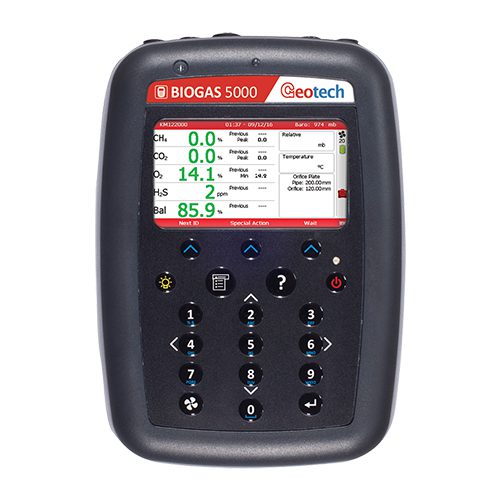 BIOGAS 5000
Geotech
KM122000 01:37 - 09/12/16 Baro: 974 mb
CH₄ 0.0 % Previous ----
Peak 0.0
CO₂ 0.0 % Previous ----
Peak 0.0
O₂ 14.1 % Previous ----
Min 14.0
H₂S 2 ppm Previous ----
Bal 85.9 % Previous ----
Relative
mb
20
Temperature
°C
Orifice Plate
Pipe: 200.00mm
Orifice: 120.00mm
Next ID Special Action Wait
?
1 2 3
4 5 6
7 8 9
0